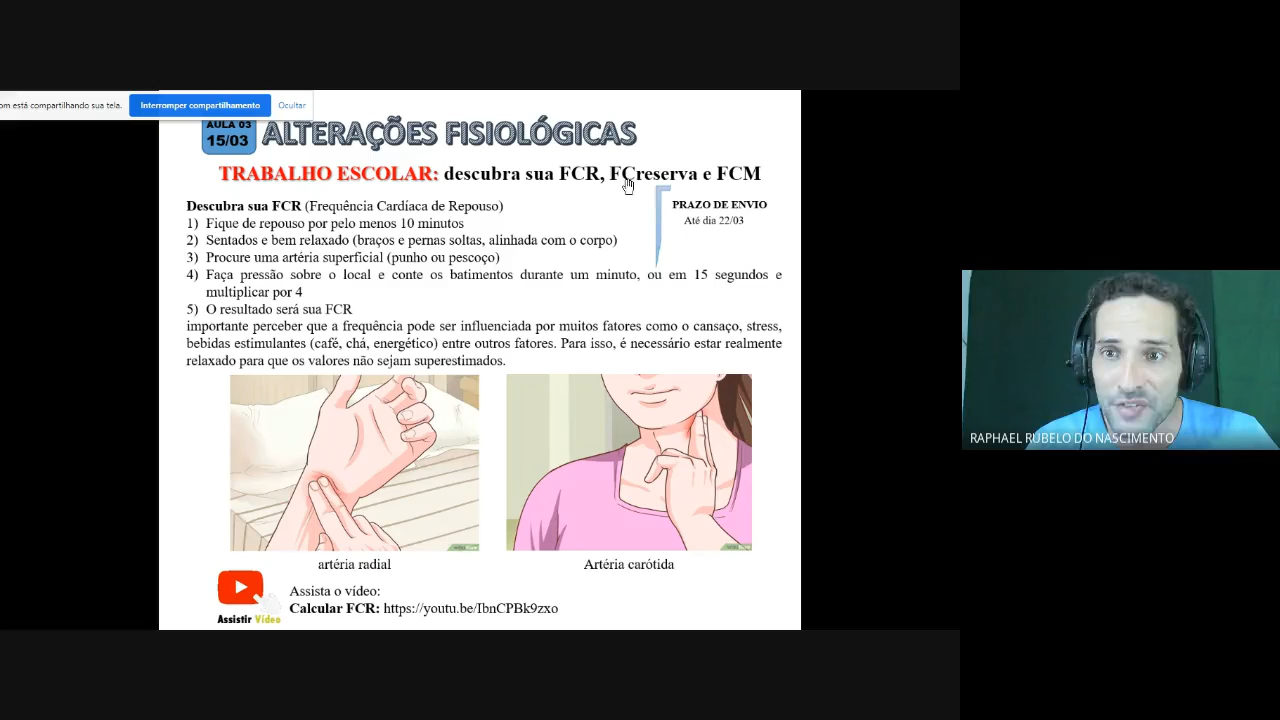 om está compartilhando sua tela.
Interromper compartilhamento
Ocultar
AULA 03
15/03
ALTERAÇÕES FISIOLÓGICAS
TRABALHO ESCOLAR: descubra sua FCR, FCreserva e FCM
PRAZO DE ENVIO
Até dia 22/03
Descubra sua FCR (Frequência Cardíaca de Repouso)
1) Fique de repouso por pelo menos 10 minutos
2) Sentados e bem relaxado (braços e pernas soltas, alinhada com o corpo)
3) Procure uma artéria superficial (punho ou pescoço)
4) Faça pressão sobre o local e conte os batimentos durante um minuto, ou em 15 segundos e
multiplicar por 4
5) O resultado será sua FCR
importante perceber que a frequência pode ser influenciada por muitos fatores como o cansaço, stress,
bebidas estimulantes (café, chá, energético) entre outros fatores. Para isso, é necessário estar realmente
relaxado para que os valores não sejam superestimados.
artéria radial
Artéria carótida
Assista o vídeo:
Calcular FCR: https://youtu.be/IbnCPBk9zxo
Assistir Vídeo
RAPHAEL RUBELO DO NASCIMENTO